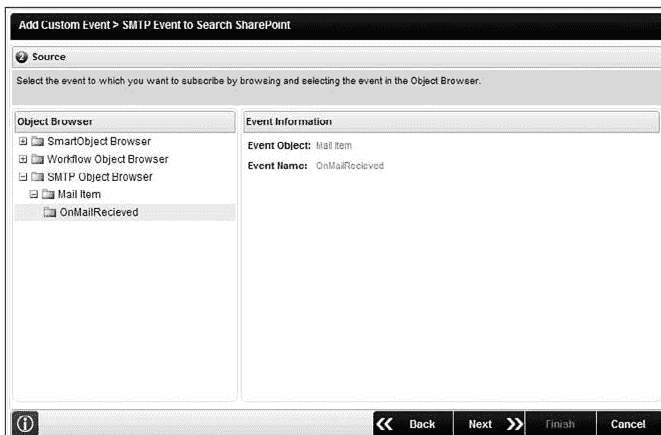 Add Custom Event > SMTP Event to Search SharePoint
2 Source
Select the event to which you want to subscribe by browsing and selecting the event in the Object Browser.
Object Browser
SmartObject Browser
Workflow Object Browser
SMTP Object Browser
Mail Item
OnMailRecieved
Event Information
Event Object: Mail Item
Event Name: OnMailRecieved
Back Next Finish Cancel